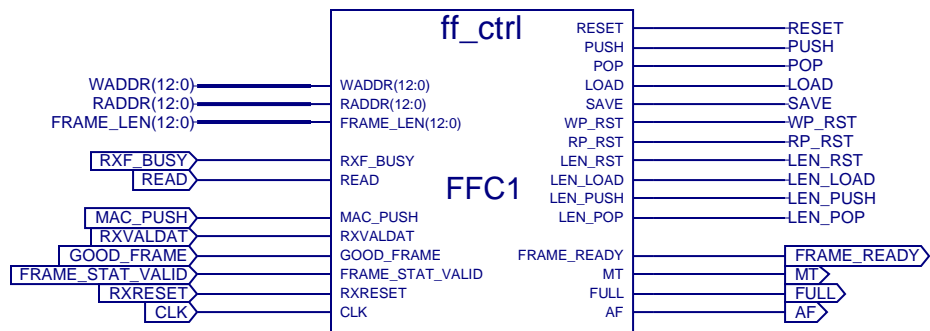 ff_ctrl
RESET RESET
PUSH PUSH
POP POP
WADDR(12:0) WADDR(12:0) LOAD LOAD
RADDR(12:0) RADDR(12:0) SAVE SAVE
FRAME_LEN(12:0) FRAME_LEN(12:0) WP_RST WP_RST
RP_RST RP_RST
RXF_BUSY RXF_BUSY LEN_RST LEN_RST
READ READ LEN_LOAD LEN_LOAD
FFC1
LEN_PUSH LEN_PUSH
MAC_PUSH MAC_PUSH LEN_POP LEN_POP
RXVALDAT RXVALDAT
GOOD_FRAME GOOD_FRAME FRAME_READY FRAME_READY
FRAME_STAT_VALID FRAME_STAT_VALID MT MT
RXRESET RXRESET FULL FULL
CLK CLK AF AF